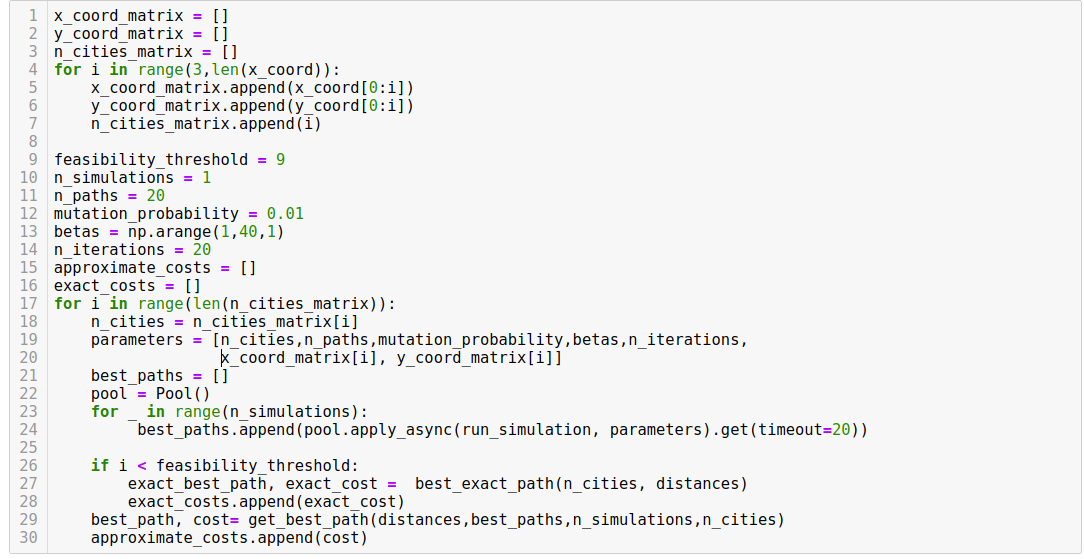 1 x_coord_matrix = []
2 y_coord_matrix = []
3 n_cities_matrix = []
4 for i in range(3,len(x_coord)):
5     x_coord_matrix.append(x_coord[0:i])
6     y_coord_matrix.append(y_coord[0:i])
7     n_cities_matrix.append(i)
8
9 feasibility_threshold = 9
10 n_simulations = 1
11 n_paths = 20
12 mutation_probability = 0.01
13 betas = np.arange(1,40,1)
14 n_iterations = 20
15 approximate_costs = []
16 exact_costs = []
17 for i in range(len(n_cities_matrix)):
18     n_cities = n_cities_matrix[i]
19     parameters = [n_cities,n_paths,mutation_probability,betas,n_iterations,
20                   x_coord_matrix[i], y_coord_matrix[i]]
21     best_paths = []
22     pool = Pool()
23     for _ in range(n_simulations):
24          best_paths.append(pool.apply_async(run_simulation, parameters).get(timeout=20))
25
26     if i < feasibility_threshold:
27         exact_best_path, exact_cost =  best_exact_path(n_cities, distances)
28         exact_costs.append(exact_cost)
29     best_path, cost= get_best_path(distances,best_paths,n_simulations,n_cities)
30     approximate_costs.append(cost)